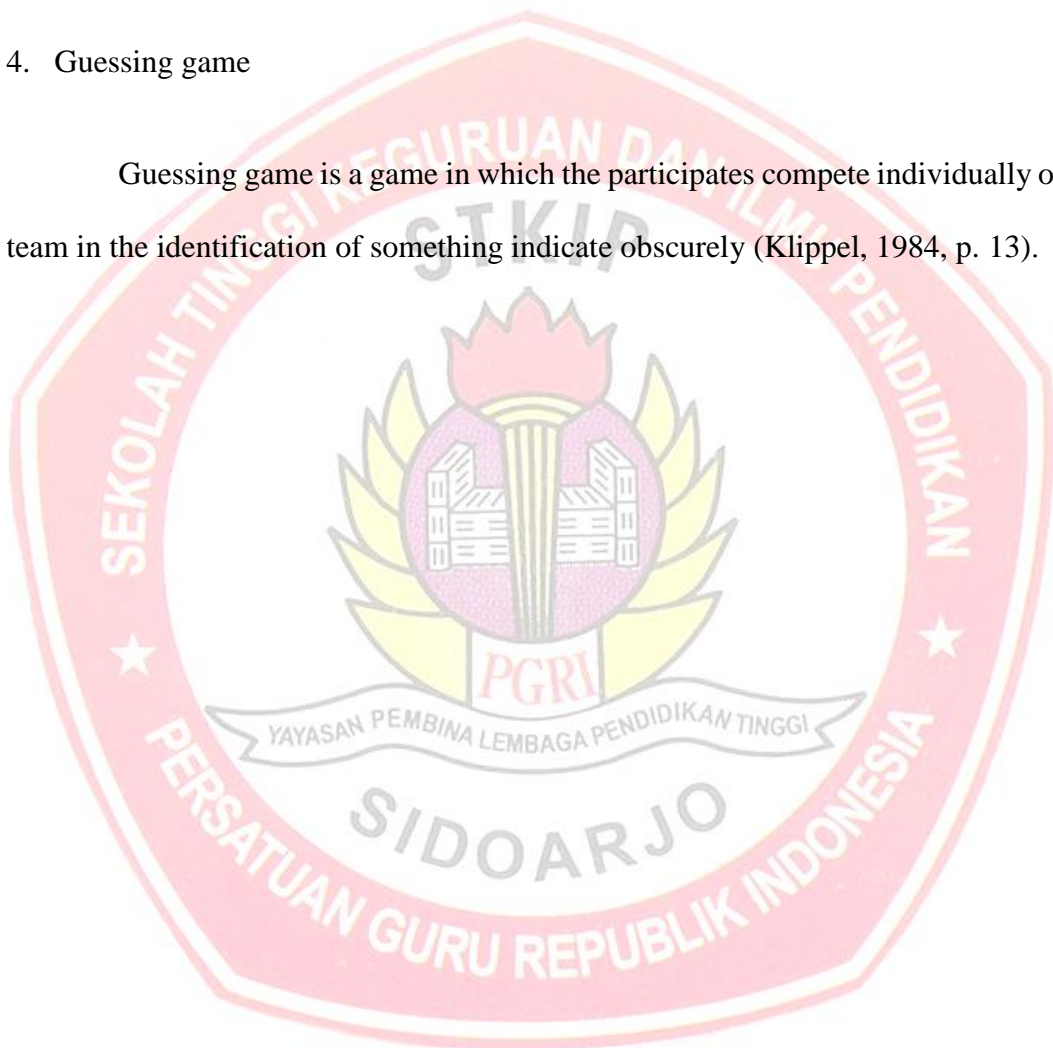 4. Guessing game
Guessing game is a game in which the participates compete individually o
team in the identification of something indicate obscurely (Klippel, 1984, p. 13).
SEKOLAH TINGGI KEGURUAN DAN ILMU PENDIDIKAN
STKIP
PGRI
YAYASAN PEMBINA LEMBAGA PENDIDIKAN TINGGI
SIDOARJO
PERSATUAN GURU REPUBLIK INDONESIA